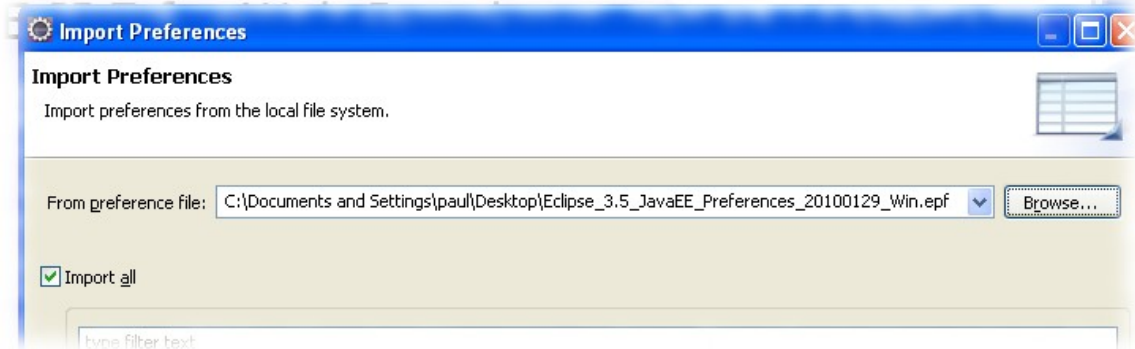 Import Preferences
Import Preferences
Import preferences from the local file system.
From preference file: C:\Documents and Settings\paul\Desktop\Eclipse_3.5_JavaEE_Preferences_20100129_Win.epf Browse...
Import all
type filter text